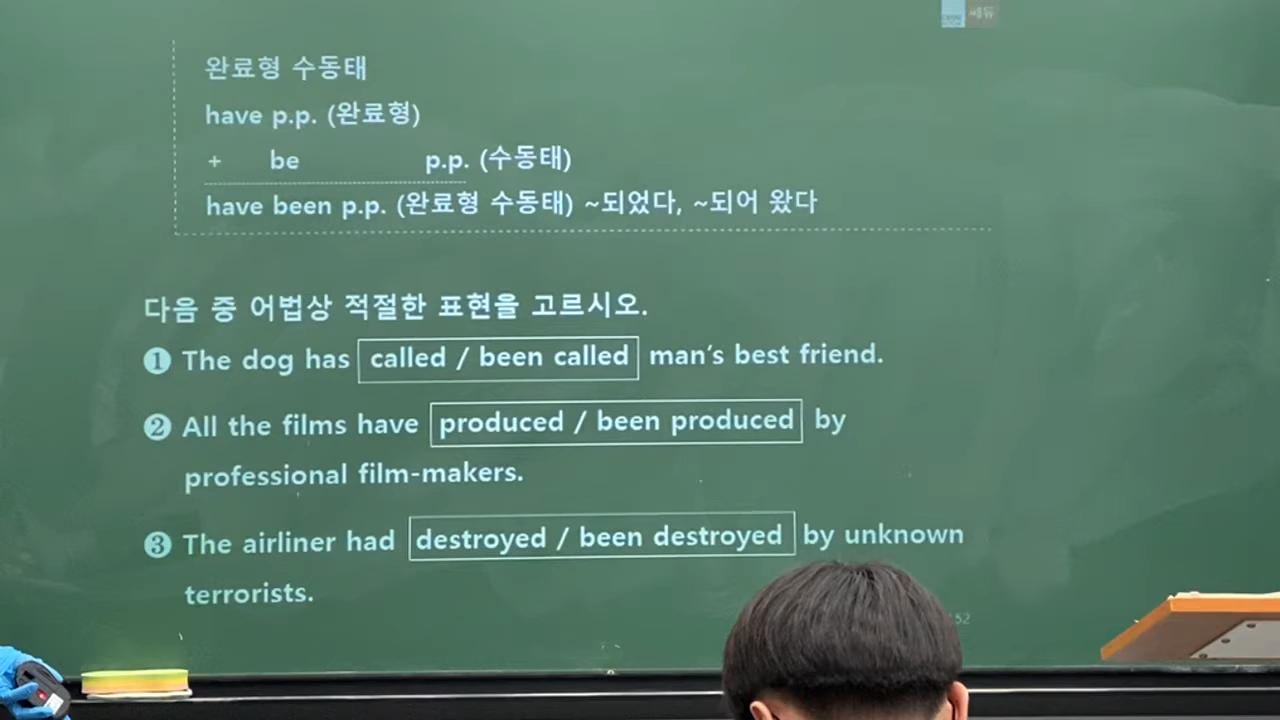 쎄듀
완료형 수동태
have p.p. (완료형)
+ be p.p. (수동태)
have been p.p. (완료형 수동태) ~되었다, ~되어 왔다
다음 중 어법상 적절한 표현을 고르시오.
❶ The dog has called / been called man's best friend.
❷ All the films have produced / been produced by
professional film-makers.
❸ The airliner had destroyed / been destroyed by unknown
terrorists.
52